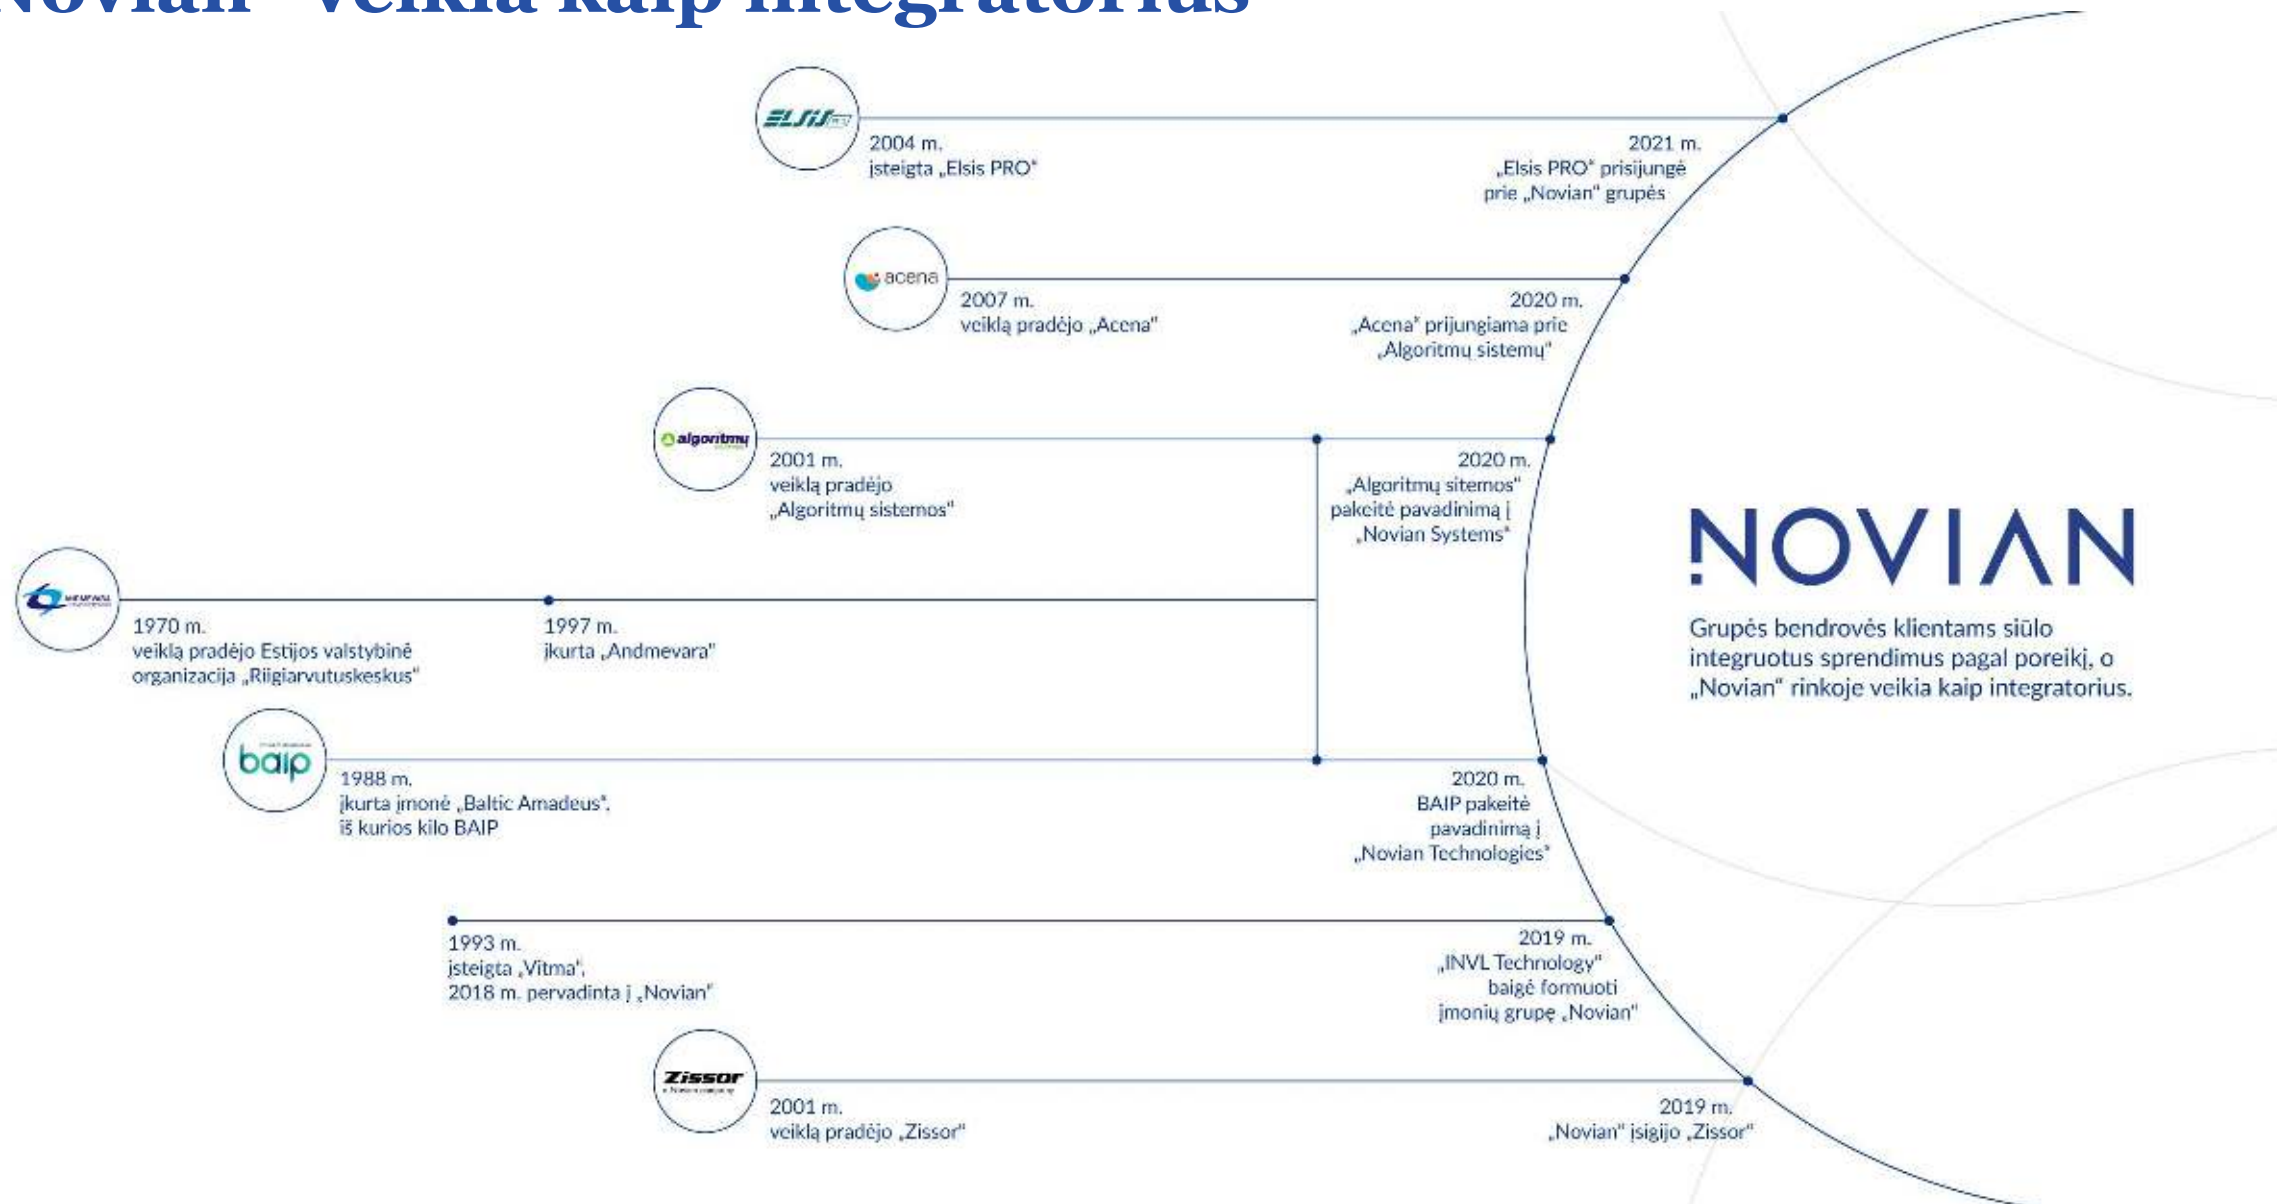 Novian“ veikia kaip integratorius
ELSIS
2004 m.
įsteigta „Elsis PRO“
2021 m.
„Elsis PRO“ prisijungė
prie „Novian“ grupės
acena
2007 m.
veiklą pradėjo „Acena“
2020 m.
„Acena“ prijungiama prie
„Algoritmų sistemų“
algoritmų
2001 m.
veiklą pradėjo
„Algoritmų sistemos“
2020 m.
„Algoritmų sitemos“
pakeitė pavadinimą į
„Novian Systems“
1970 m.
veiklą pradėjo Estijos valstybinė
organizacija „Riigiarvutuskeskus“
1997 m.
įkurta „Andmevara“
NOVIAN
Grupės bendrovės klientams siūlo
integruotus sprendimus pagal poreikį, o
„Novian“ rinkoje veikia kaip integratorius.
baip
1988 m.
įkurta įmonė „Baltic Amadeus“,
iš kurios kilo BAIP
2020 m.
BAIP pakeitė
pavadinimą į
„Novian Technologies“
1993 m.
įsteigta „Vitma“,
2018 m. pervadinta į „Novian“
2019 m.
„INVL Technology“
baigė formuoti
įmonių grupę „Novian“
Zissor
a Novian company
2001 m.
veiklą pradėjo „Zissor“
2019 m.
„Novian“ įsigijo „Zissor“